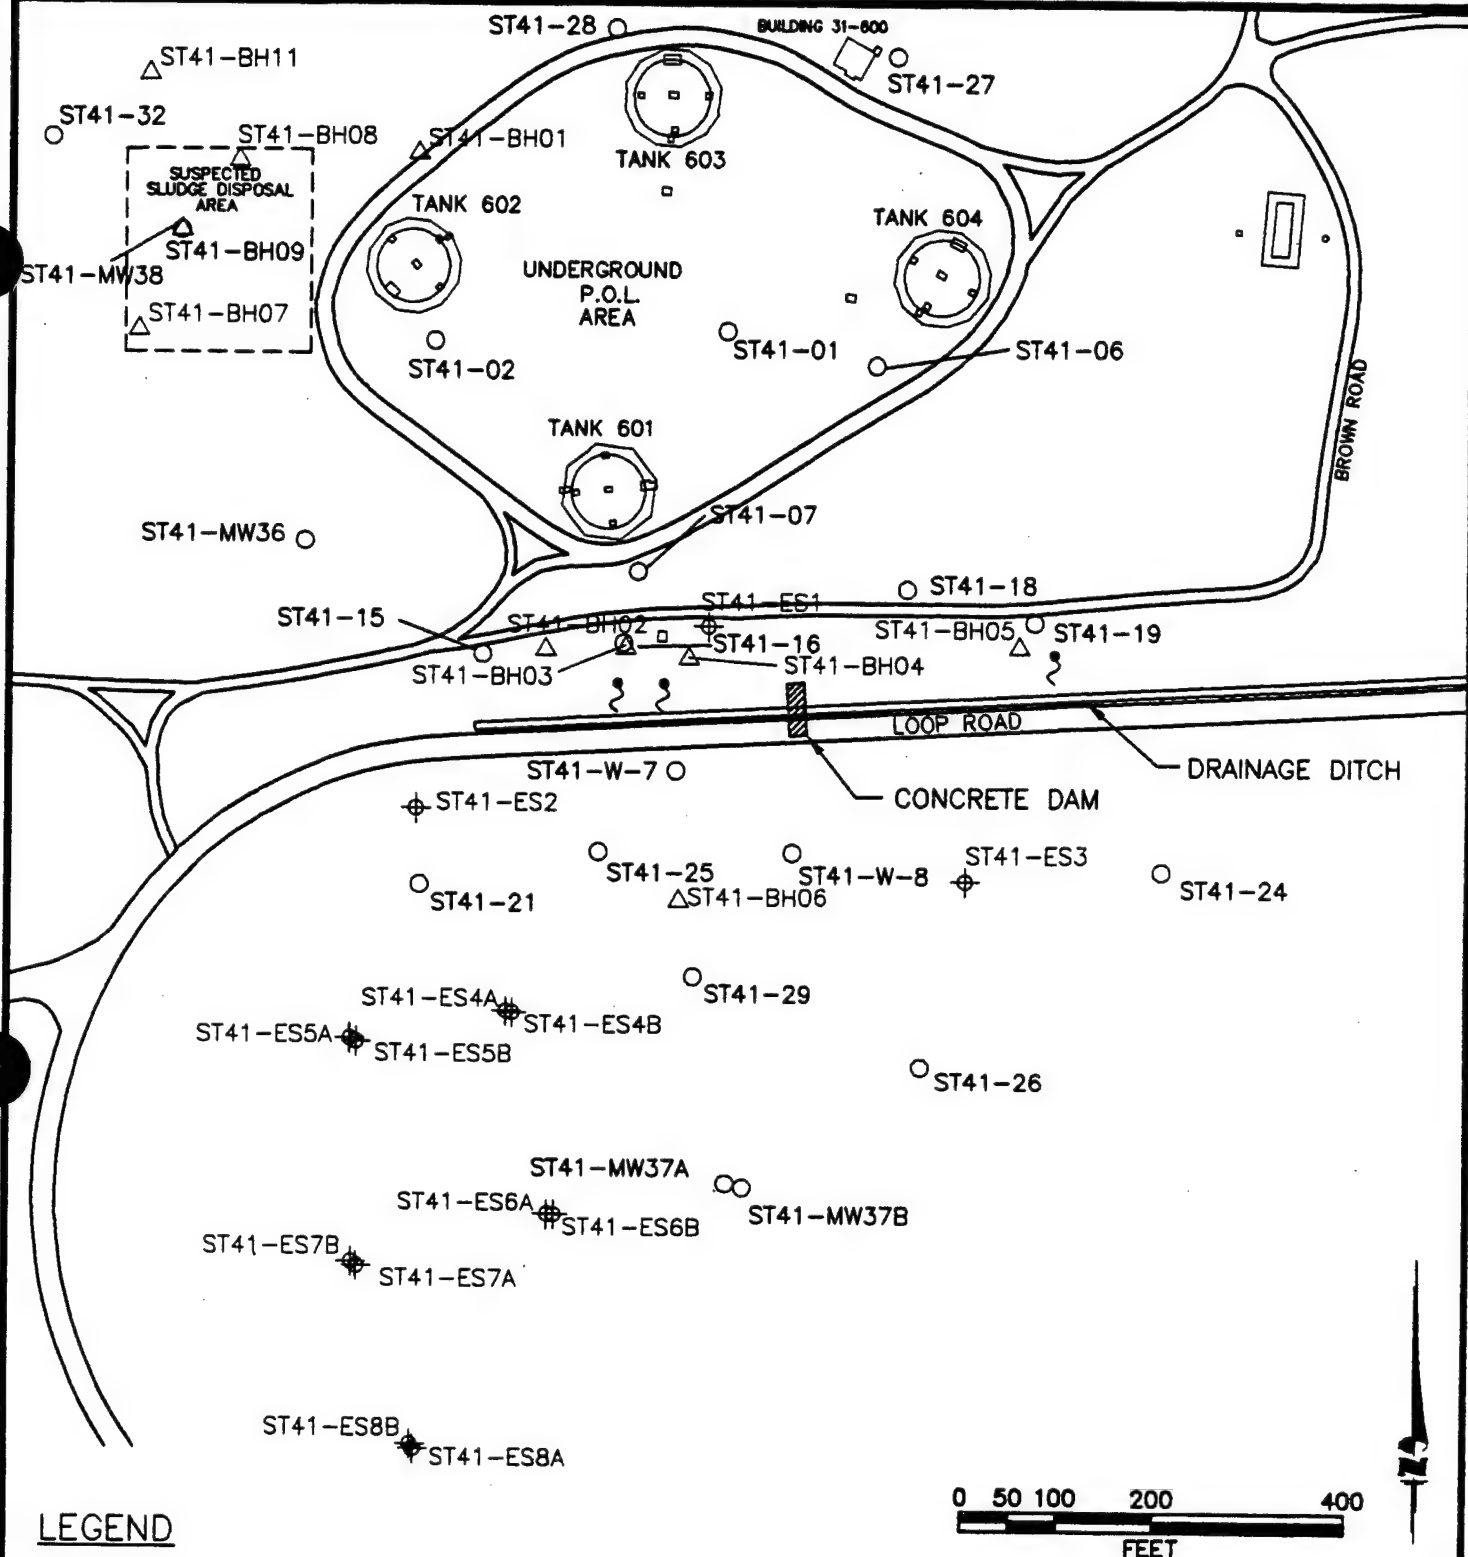 ST41-28
BUILDING 31-600
ST41-BH11
ST41-27
ST41-32
ST41-BH08
ST41-BH01
TANK 603
SUSPECTED
SLUDGE DISPOSAL
AREA
TANK 602
TANK 604
ST41-BH09
ST41-MW38
UNDERGROUND
P.O.L.
AREA
ST41-BH07
ST41-02
ST41-01
ST41-06
BROWN ROAD
TANK 601
ST41-07
ST41-MW36
ST41-18
ST41-ES1
ST41-15
ST41-BH02
ST41-16
ST41-BH05
ST41-19
ST41-BH03
ST41-BH04
LOOP ROAD
ST41-W-7
DRAINAGE DITCH
ST41-ES2
CONCRETE DAM
ST41-25
ST41-W-8
ST41-ES3
ST41-21
ST41-BH06
ST41-24
ST41-29
ST41-ES4A
ST41-ES4B
ST41-ES5A
ST41-ES5B
ST41-26
ST41-MW37A
ST41-ES6A
ST41-ES6B
ST41-MW37B
ST41-ES7B
ST41-ES7A
ST41-ES8B
ST41-ES8A
N
0 50 100 200 400
FEET
LEGEND